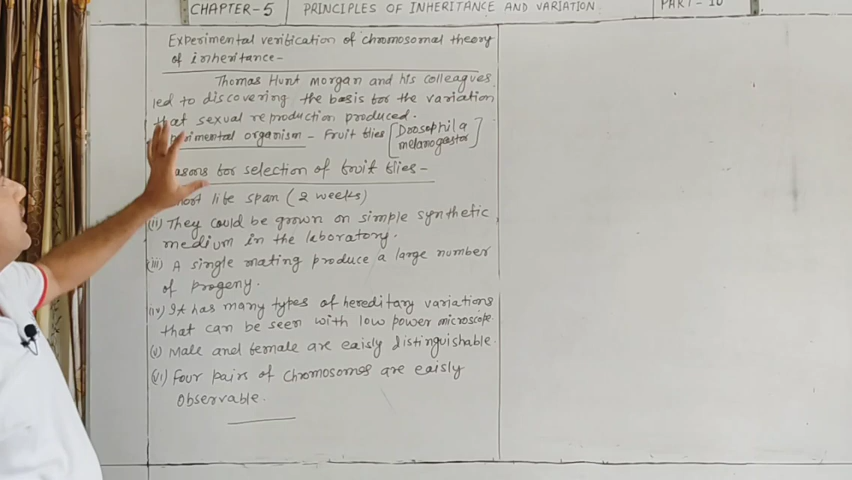 CHAPTER-5 PRINCIPLES OF INHERITANCE AND VARIATION PART-10
Experimental verification of chromosomal theory
of inheritance-
Thomas Hunt Morgan and his colleagues
led to discovering the basis for the variation
that sexual reproduction produced.
organism - Fruit flies [Drosophila
melanogaster]
for selection of fruit flies-
life span (2 weeks)
(ii) They could be grown on simple synthetic
medium in the laboratory.
(iii) A single mating produce a large number
of progeny.
(iv) It has many types of hereditary variations
that can be seen with low power microscope.
(v) Male and female are eaisly distinguishable.
(vi) Four pairs of chromosomes are eaisly
observable.